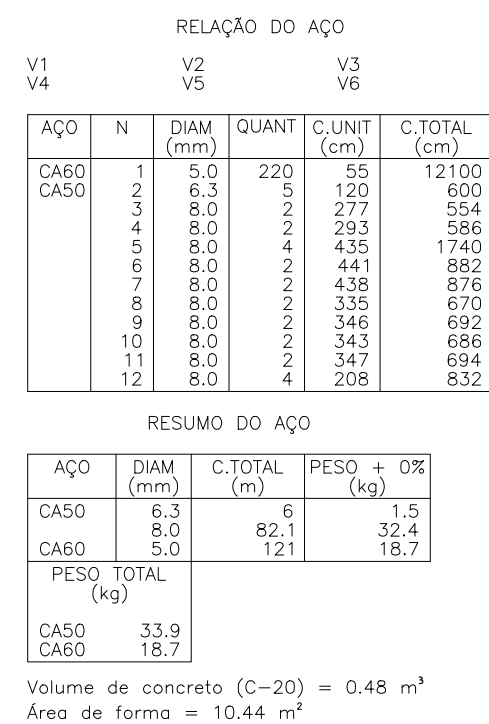 RELAÇÃO DO AÇO
V1 V2 V3
V4 V5 V6
AÇO N DIAM QUANT C.UNIT C.TOTAL
(mm) (cm) (cm)
CA60 1 5.0 220 55 12100
CA50 2 6.3 5 120 600
3 8.0 2 277 554
4 8.0 2 293 586
5 8.0 4 435 1740
6 8.0 2 441 882
7 8.0 2 438 876
8 8.0 2 335 670
9 8.0 2 346 692
10 8.0 2 343 686
11 8.0 2 347 694
12 8.0 4 208 832
RESUMO DO AÇO
AÇO DIAM C.TOTAL PESO + 0%
(mm) (m) (kg)
CA50 6.3 6 1.5
8.0 82.1 32.4
CA60 5.0 121 18.7
PESO TOTAL
(kg)
CA50 33.9
CA60 18.7
Volume de concreto (C-20) = 0.48 m³
Área de forma = 10.44 m²